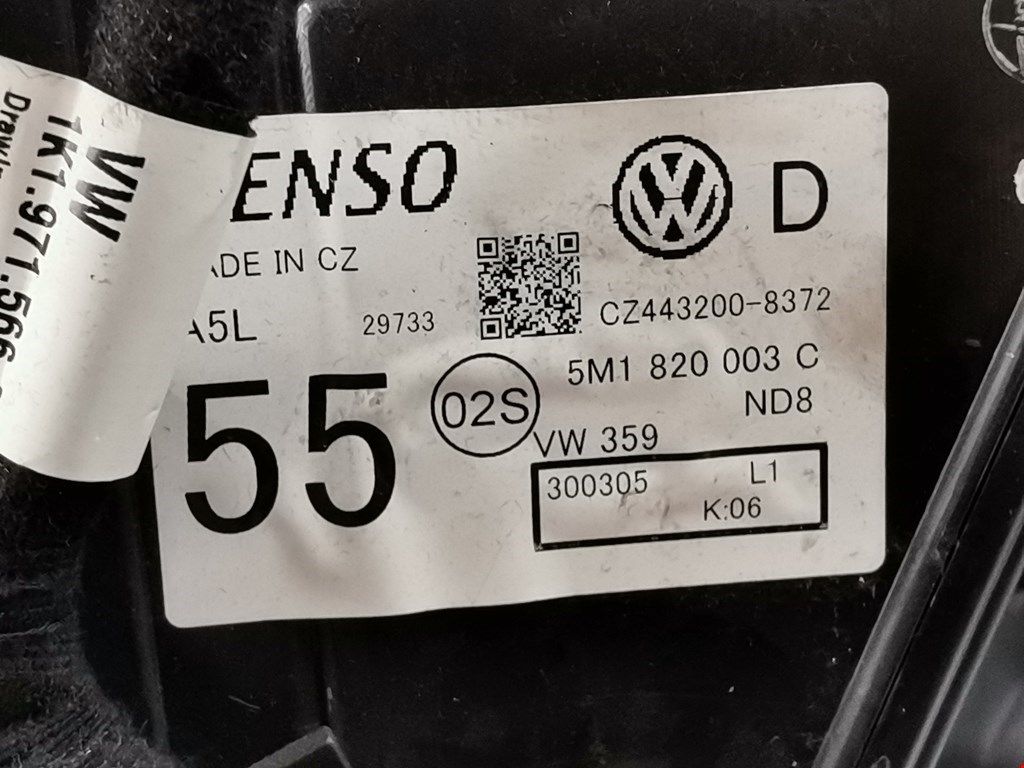 VW
1K1.971.566
ENSO
D
ADE IN CZ
A5L
29733
CZ443200-8372
5M1 820 003 C
ND8
55
02S
VW 359
300305
L1
K:06